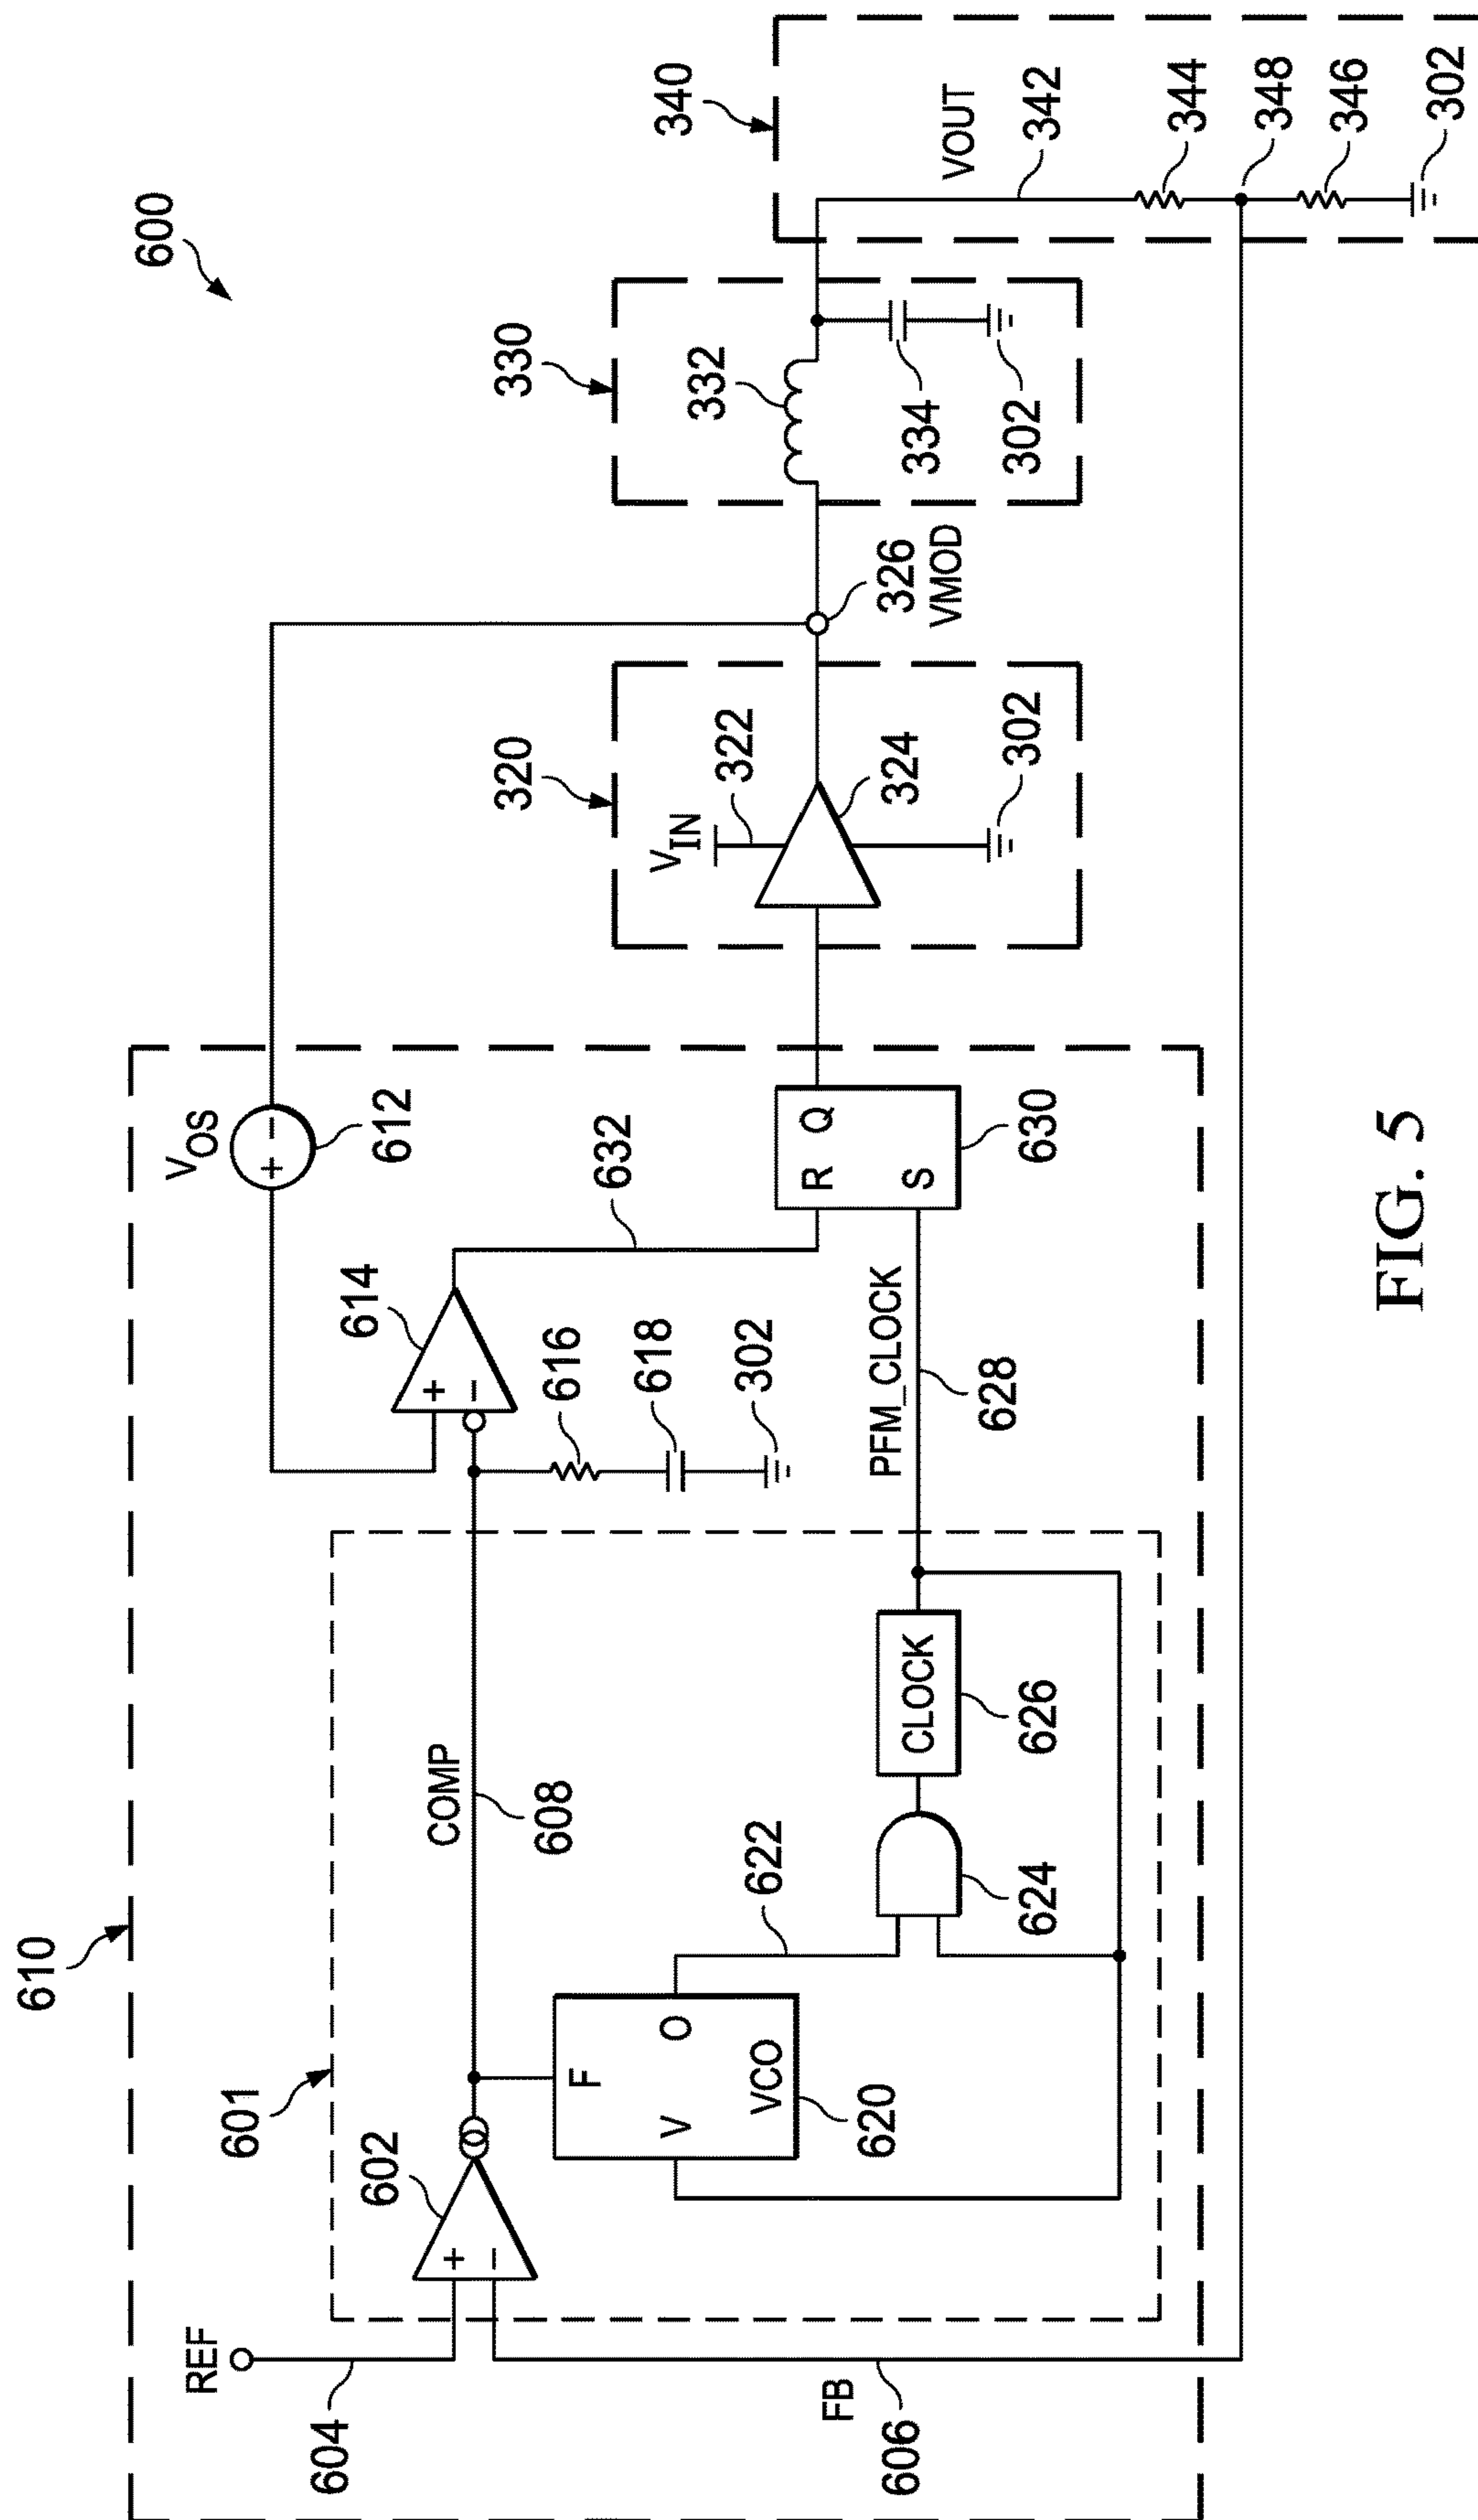 600
610
601
REF
604
602
COMP
608
F
V
O
VCO
620
622
624
CLOCK
626
FB
606
PFM_CLOCK
628
614
+
−
+
−
616
618
302
632
VOS
+
−
612
R
Q
S
630
320
VIN
322
324
302
326
VMOD
330
332
334
302
340
VOUT
342
344
348
346
302
FIG. 5